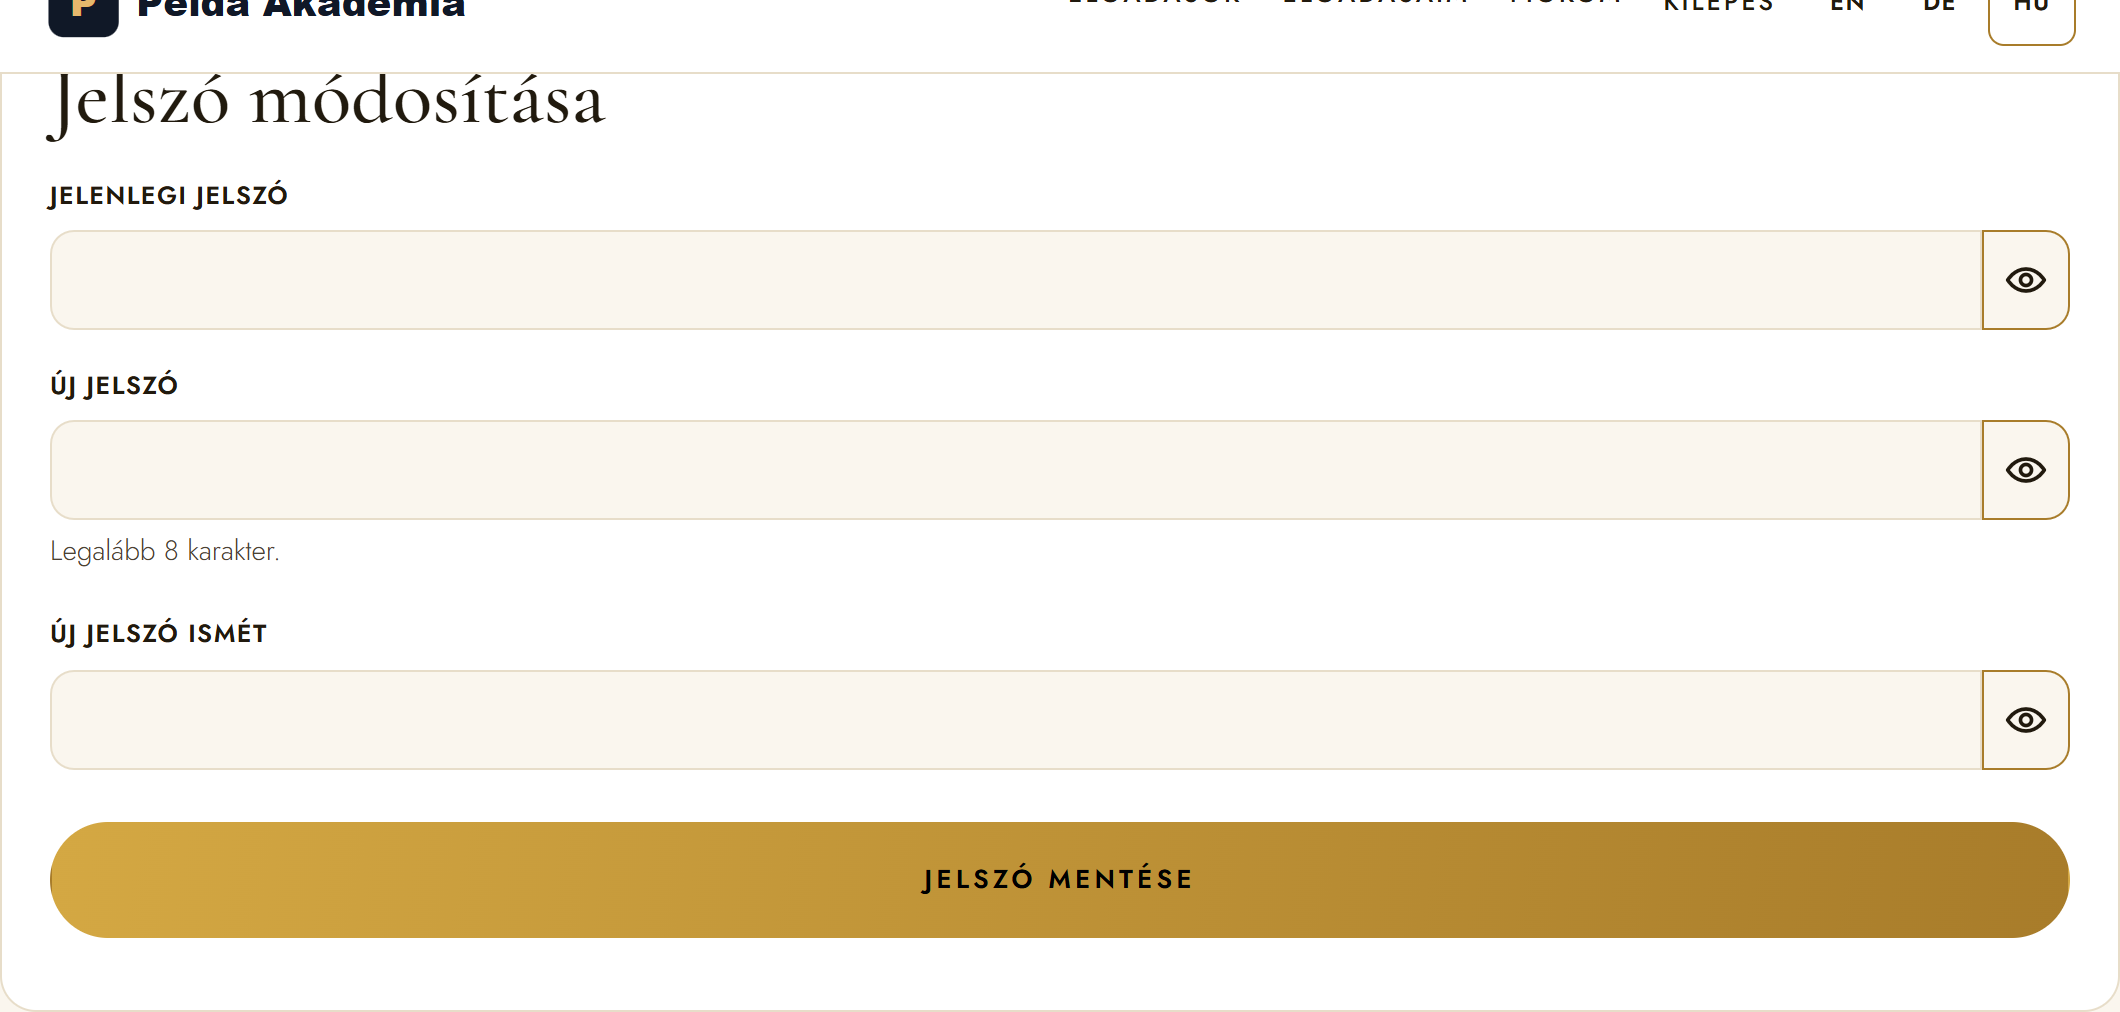 P Példa Akadémia
KILÉPÉS EN DE HU
Jelszó módosítása
JELENLEGI JELSZÓ
ÚJ JELSZÓ
Legalább 8 karakter.
ÚJ JELSZÓ ISMÉT
JELSZÓ MENTÉSE